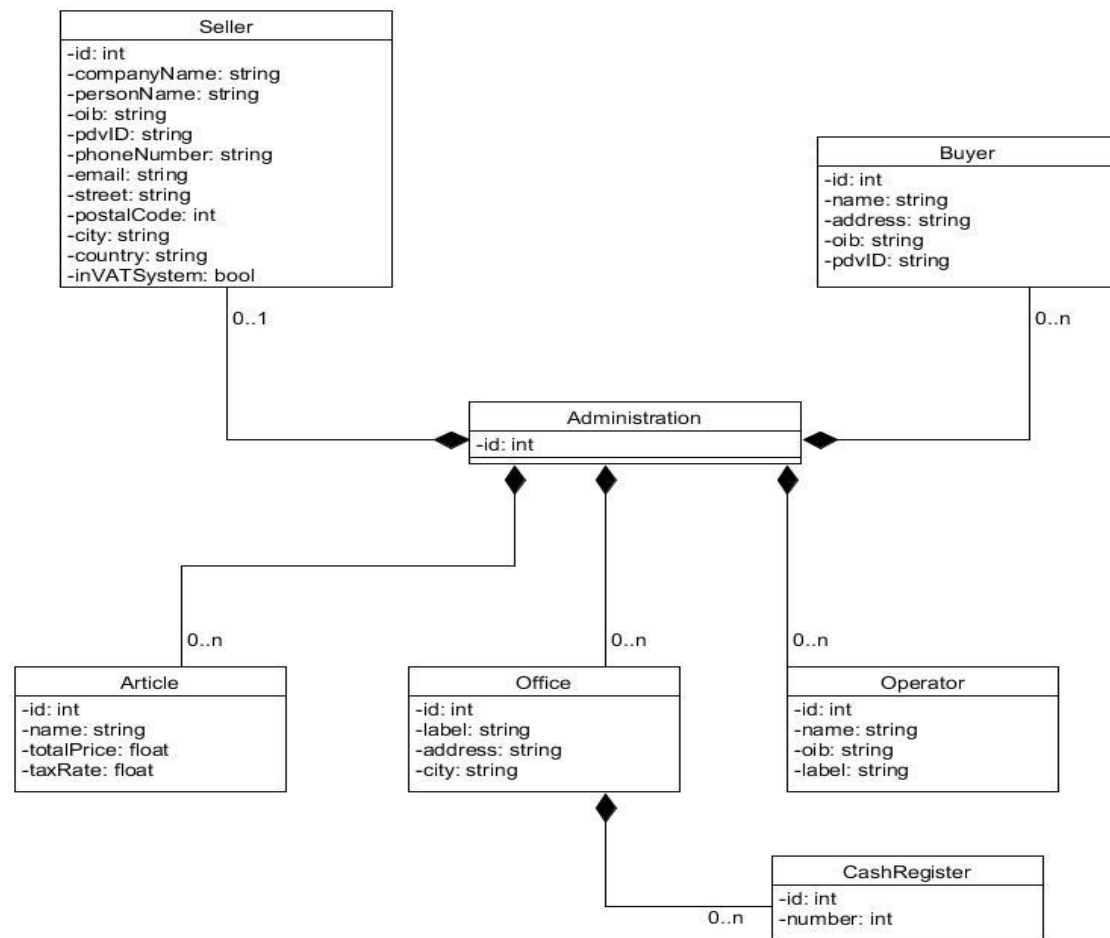 Seller
-id: int
-companyName: string
-personName: string
-oib: string
-pdvID: string
-phoneNumber: string
-email: string
-street: string
-postalCode: int
-city: string
-country: string
-inVATSystem: bool
0..1
Buyer
-id: int
-name: string
-address: string
-oib: string
-pdvID: string
0..n
Administration
-id: int
0..n
0..n
0..n
Article
-id: int
-name: string
-totalPrice: float
-taxRate: float
Office
-id: int
-label: string
-address: string
-city: string
Operator
-id: int
-name: string
-oib: string
-label: string
CashRegister
-id: int
-number: int
0..n